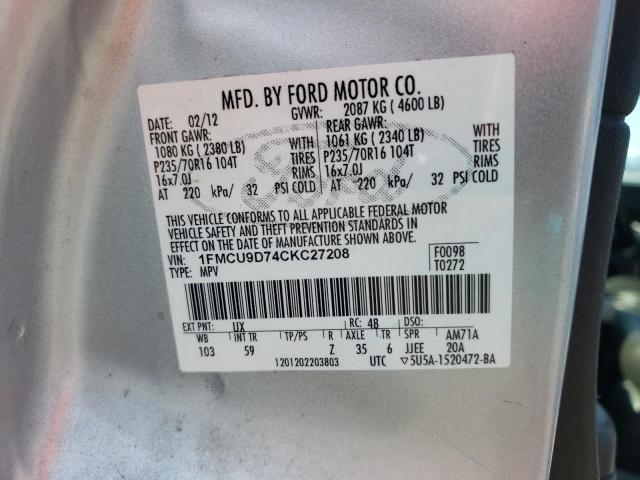 MFD. BY FORD MOTOR CO.
DATE: 02/12 GVWR: 2087 KG ( 4600 LB)
FRONT GAWR: REAR GAWR:
1080 KG ( 2380 LB) WITH 1061 KG ( 2340 LB) WITH
P235/70R16 104T TIRES P235/70R16 104T TIRES
16x7.0J RIMS 16x7.0J RIMS
AT 220 kPa/ 32 PSI COLD AT 220 kPa/ 32 PSI COLD
THIS VEHICLE CONFORMS TO ALL APPLICABLE FEDERAL MOTOR
VEHICLE SAFETY AND THEFT PREVENTION STANDARDS IN
EFFECT ON THE DATE OF MANUFACTURE SHOWN ABOVE.
VIN: 1FMCU9D74CKC27208 F0098
TYPE: MPV T0272
EXT PNT: UX RC: 48 DSO:
WB INT TR TP/PS R AXLE TR SPR AM71A
103 59 Z 35 6 JJEE 20A
1201202203803 UTC ▽5U5A-1520472-BA
Ford